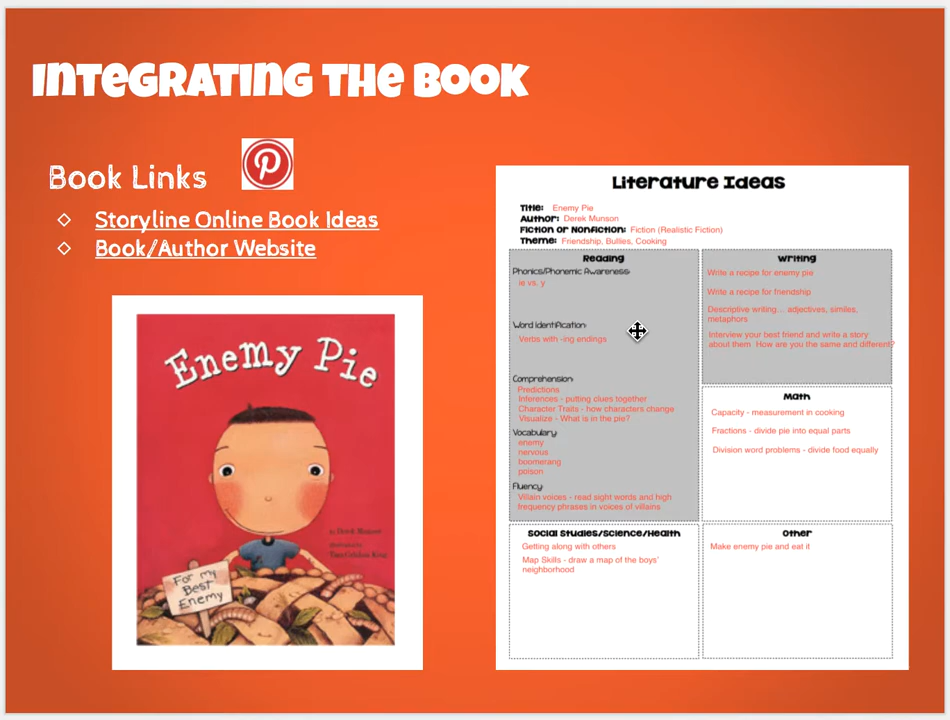 Integrating the Book
Book Links
Storyline Online Book Ideas
Book/Author Website
Enemy Pie
by Derek Munson
Tara Calahan King
For my
Best
Enemy
Literature Ideas
Title: Enemy Pie
Author: Derek Munson
Fiction or Nonfiction: Fiction (Realistic Fiction)
Theme: Friendship, Bullies, Cooking
Reading
Phonics/Phonemic Awareness:
ie vs. y
Word Identification:
Verbs with -ing endings
Comprehension:
Predictions
Inferences - putting clues together
Character Traits - how characters change
Visualize - What is in the pie?
Vocabulary:
enemy
nervous
boomerang
poison
Fluency:
Villain voices - read sight words and high
frequency phrases in voices of villains
Writing
Write a recipe for enemy pie
Write a recipe for friendship
Descriptive writing... adjectives, similes,
metaphors
Interview your best friend and write a story
about them. How are you the same and different?
Math
Capacity - measurement in cooking
Fractions - divide pie into equal parts
Division word problems - divide food equally
Social Studies/Science/Health
Getting along with others
Map Skills - draw a map of the boys'
neighborhood
Other
Make enemy pie and eat it